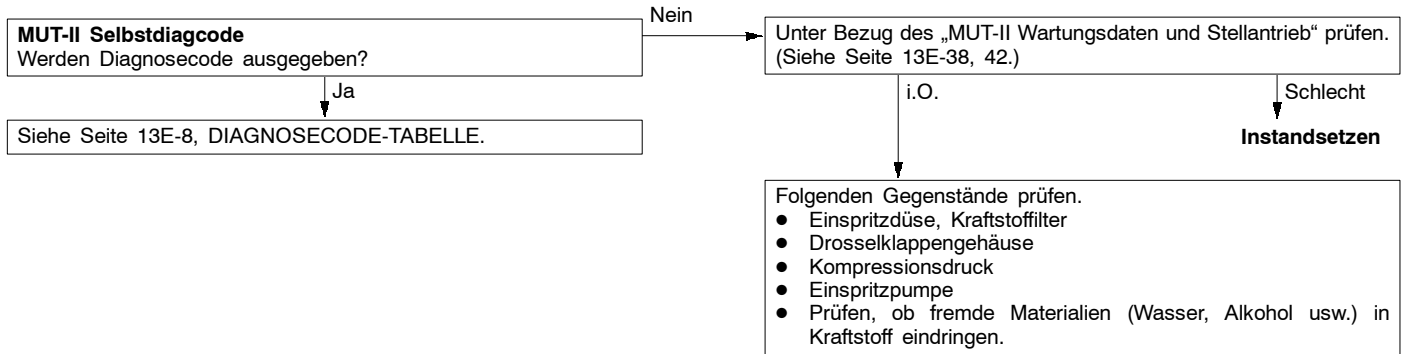 MUT-II Selbstdiagcode
Werden Diagnosecode ausgegeben?
Nein
Ja
Siehe Seite 13E-8, DIAGNOSECODE-TABELLE.
Unter Bezug des „MUT-II Wartungsdaten und Stellantrieb“ prüfen.
(Siehe Seite 13E-38, 42.)
i.O.
Schlecht
Instandsetzen
Folgenden Gegenstände prüfen.
● Einspritzdüse, Kraftstoffilter
● Drosselklappengehäuse
● Kompressionsdruck
● Einspritzpumpe
● Prüfen, ob fremde Materialien (Wasser, Alkohol usw.) in
Kraftstoff eindringen.